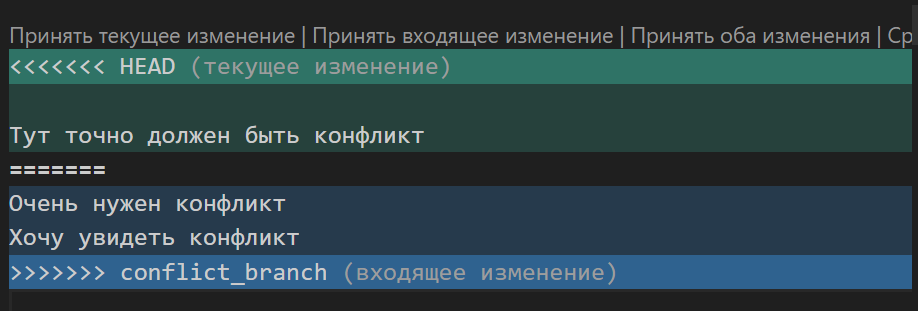 Принять текущее изменение | Принять входящее изменение | Принять оба изменения | Ср
<<<<<<< HEAD (текущее изменение)
Тут точно должен быть конфликт
=======
Очень нужен конфликт
Хочу увидеть конфликт
>>>>>>> conflict_branch (входящее изменение)